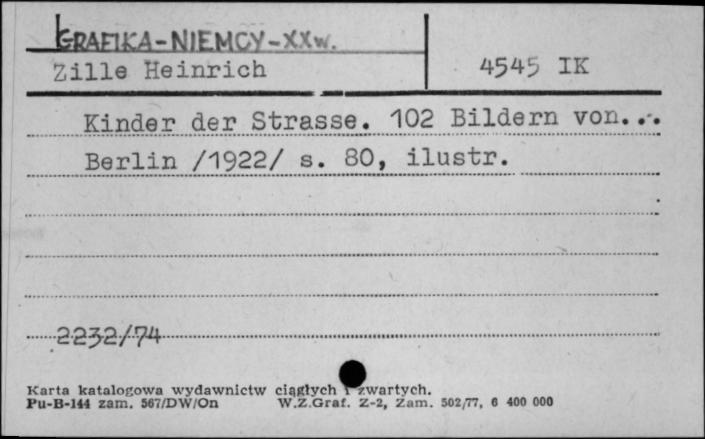 GRAFIKA-NIEMCY-XXw.
Zille Heinrich
4545 IK
Kinder der Strasse. 102 Bildern von...
Berlin /1922/ s. 80, ilustr.
2232/74
Karta katalogowa wydawnictw ciągłych i zwartych.
Pu-B-144 zam. 567/DW/On W.Z.Graf. Z-2, Zam. 502/77, 6 400 000